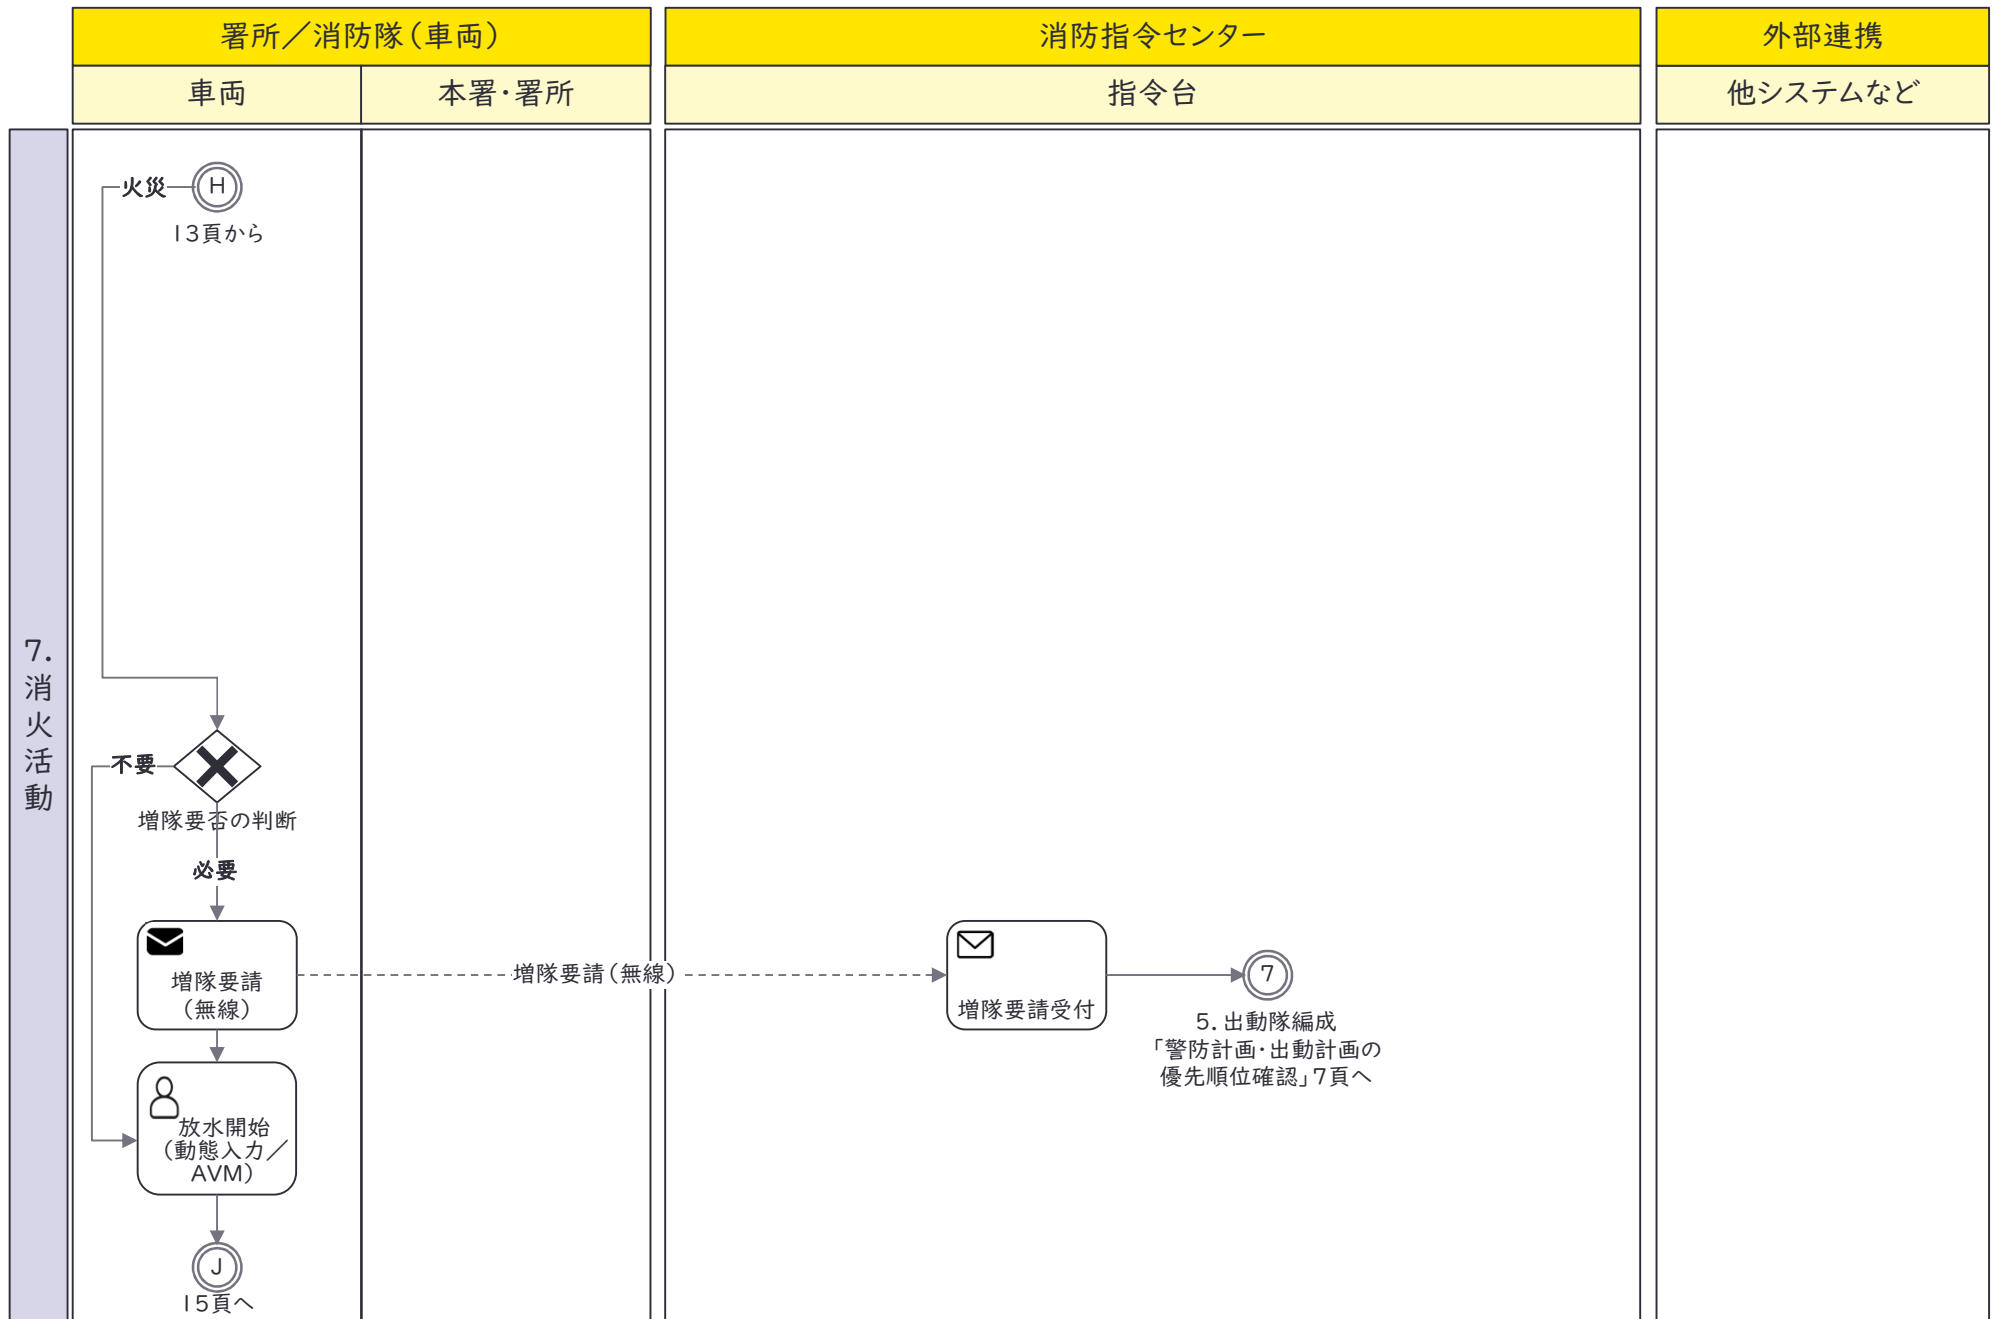 署所／消防隊（車両）
消防指令センター
外部連携
車両
本署・署所
指令台
他システムなど
7.消火活動
火災
H
13頁から
不要
増隊要否の判断
必要
増隊要請
（無線）
増隊要請（無線）
増隊要請受付
7
5．出動隊編成
「警防計画・出動計画の
優先順位確認」7頁へ
放水開始
（動態入力／
AVM）
J
15頁へ